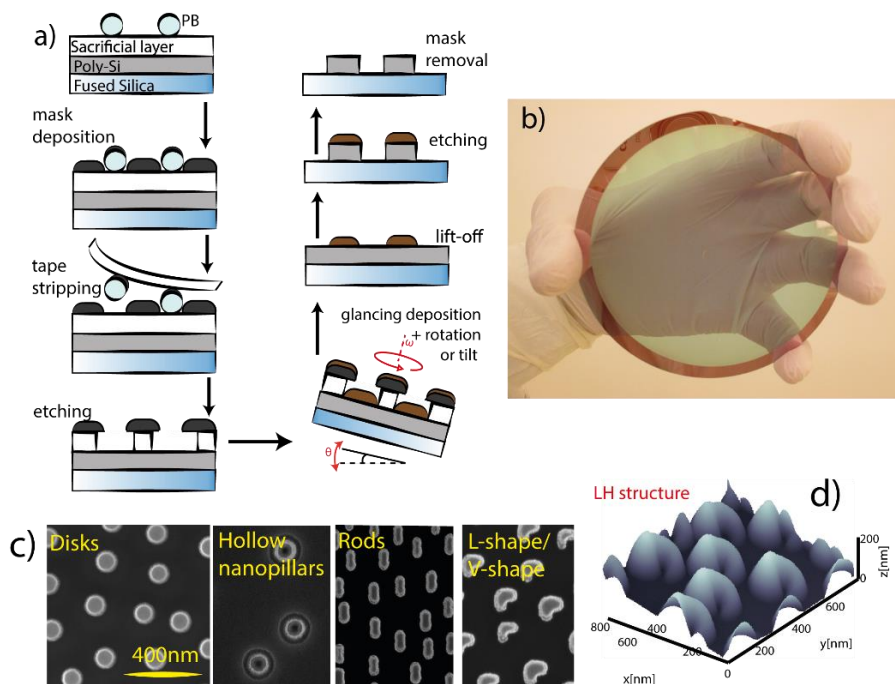 a)
PB
Sacrificial layer
Poly-Si
Fused Silica
mask
deposition
tape
stripping
etching
glancing deposition
+ rotation
or tilt
ω
θ
lift-off
etching
mask
removal
b)
c)
Disks
400nm
Hollow
nanopillars
Rods
L-shape/
V-shape
d)
LH structure
200
0
z[nm]
800
600
400
200
0
x[nm]
200
400
600
y[nm]